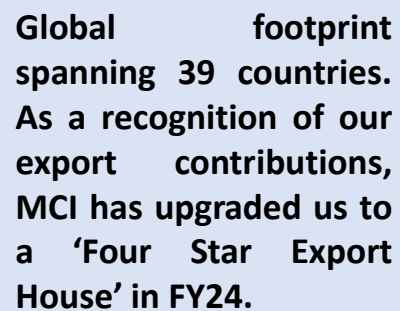 Global footprint
spanning 39 countries.
As a recognition of our
export contributions,
MCI has upgraded us to
a ‘Four Star Export
House’ in FY24.